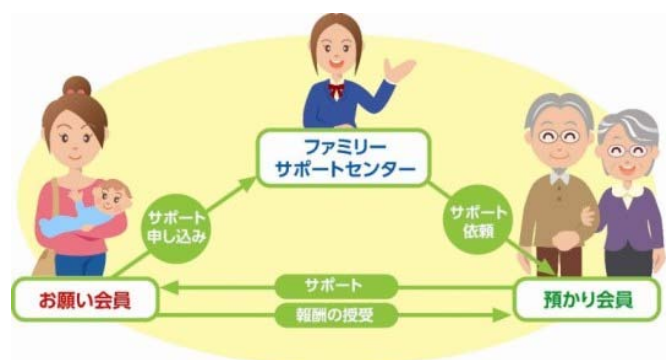 ファミリー
サポートセンター
サポート
申し込み
サポート
依頼
お願い会員
サポート
報酬の授受
預かり会員